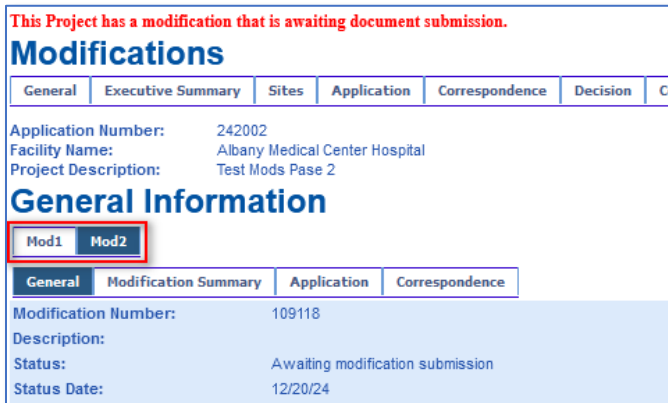 This Project has a modification that is awaiting document submission.
Modifications
General Executive Summary Sites Application Correspondence Decision
Application Number: 242002
Facility Name: Albany Medical Center Hospital
Project Description: Test Mods Pase 2
General Information
Mod1 Mod2
General Modification Summary Application Correspondence
Modification Number: 109118
Description:
Status: Awaiting modification submission
Status Date: 12/20/24